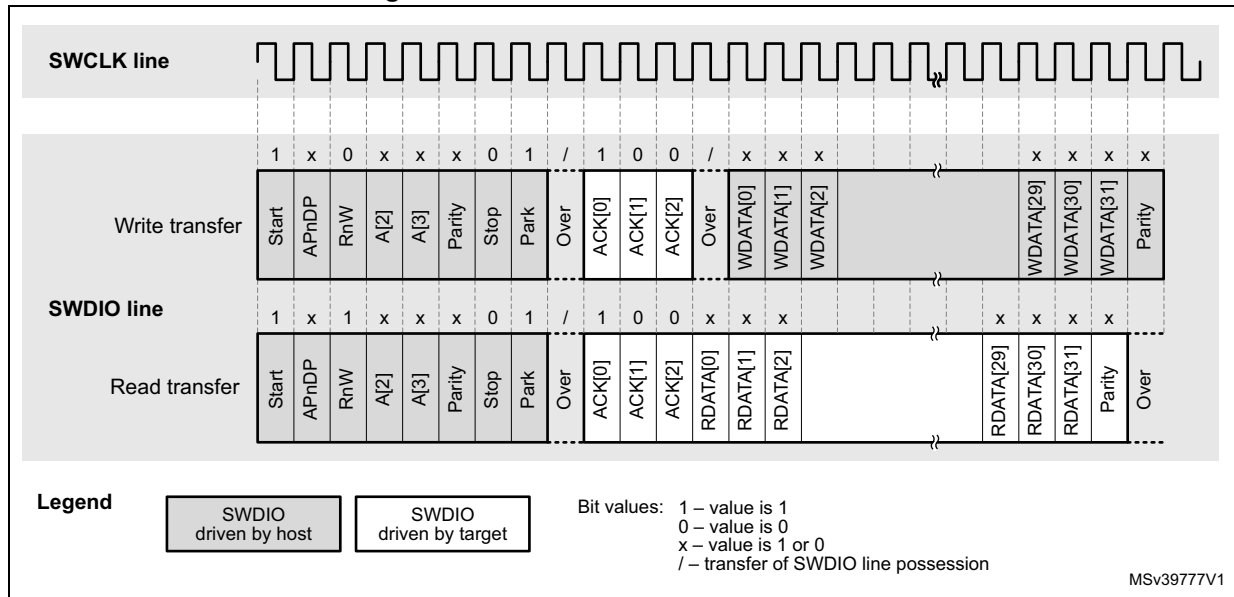 SWCLK line
1 x 0 x x x 0 1 / 1 0 0 / x x x x x x x
Write transfer
Start APnDP RnW A[2] A[3] Parity Stop Park Over ACK[0] ACK[1] ACK[2] Over WDATA[0] WDATA[1] WDATA[2] WDATA[29] WDATA[30] WDATA[31] Parity
SWDIO line
1 x 1 x x x 0 1 / 1 0 0 x x x x x x x
Read transfer
Start APnDP RnW A[2] A[3] Parity Stop Park Over ACK[0] ACK[1] ACK[2] RDATA[0] RDATA[1] RDATA[2] RDATA[29] RDATA[30] RDATA[31] Parity Over
Legend
SWDIO
driven by host
SWDIO
driven by target
Bit values: 1 – value is 1
0 – value is 0
x – value is 1 or 0
/ – transfer of SWDIO line possession
MSv39777V1